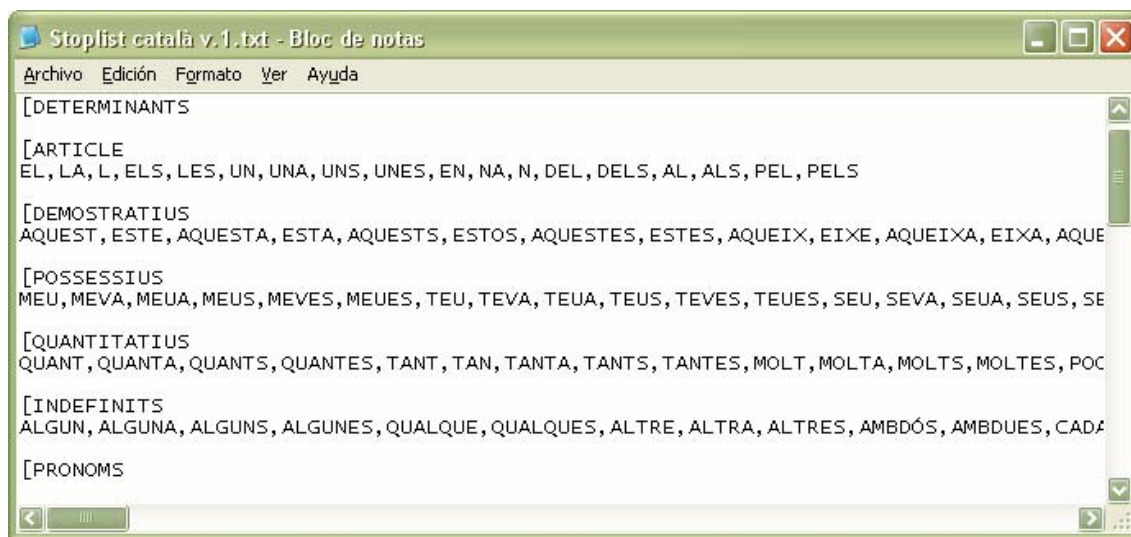 Stoplist català v.1.txt - Bloc de notas
Archivo Edición Formato Ver Ayuda
[DETERMINANTS
[ARTICLE
EL,LA,L,ELS,LES,UN,UNA,UNS,UNES,EN,NA,N,DEL,DELS,AL,ALS,PEL,PELS
[DEMOSTRATIUS
AQUEST,ESTE,AQUESTA,ESTA,AQUESTS,ESTOS,AQUESTES,ESTES,AQUEIX,EIXE,AQUEIXA,EIXA,AQUE
[POSSESSIUS
MEU,MEVA,MEUA,MEUS,MEVES,MEUES,TEU,TEVA,TEUA,TEUS,TEVES,TEUES,SEU,SEVA,SEUA,SEUS,SE
[QUANTITATIUS
QUANT,QUANTA,QUANTS,QUANTES,TANT,TAN,TANTA,TANTS,TANTES,MOLT,MOLTA,MOLTS,MOLTES,POC
[INDEFINITS
ALGUN,ALGUNA,ALGUNS,ALGUNES,QUALQUE,QUALQUES,ALTRE,ALTRA,ALTRES,AMBDÓS,AMBDUES,CADA
[PRONOMS